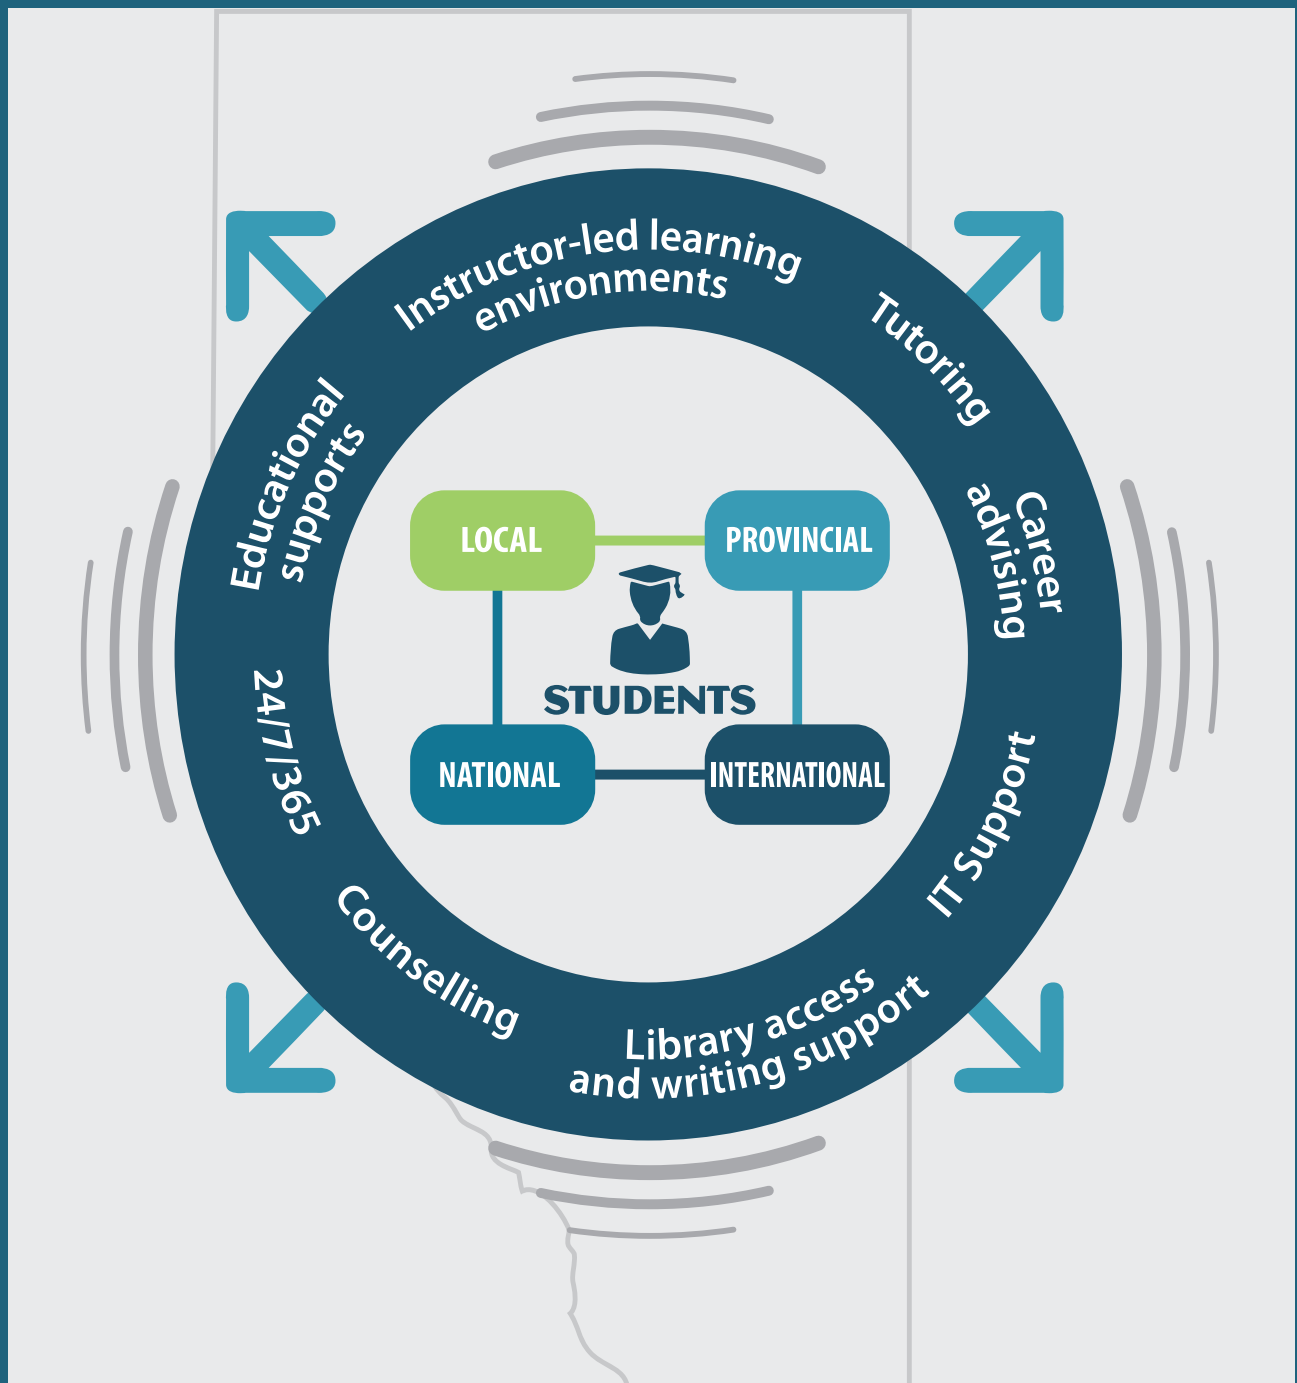 Instructor-led learning
environments
Tutoring
Career
advising
IT Support
Library access
and writing support
Counselling
24/7/365
Educational
supports
LOCAL
PROVINCIAL
STUDENTS
NATIONAL
INTERNATIONAL